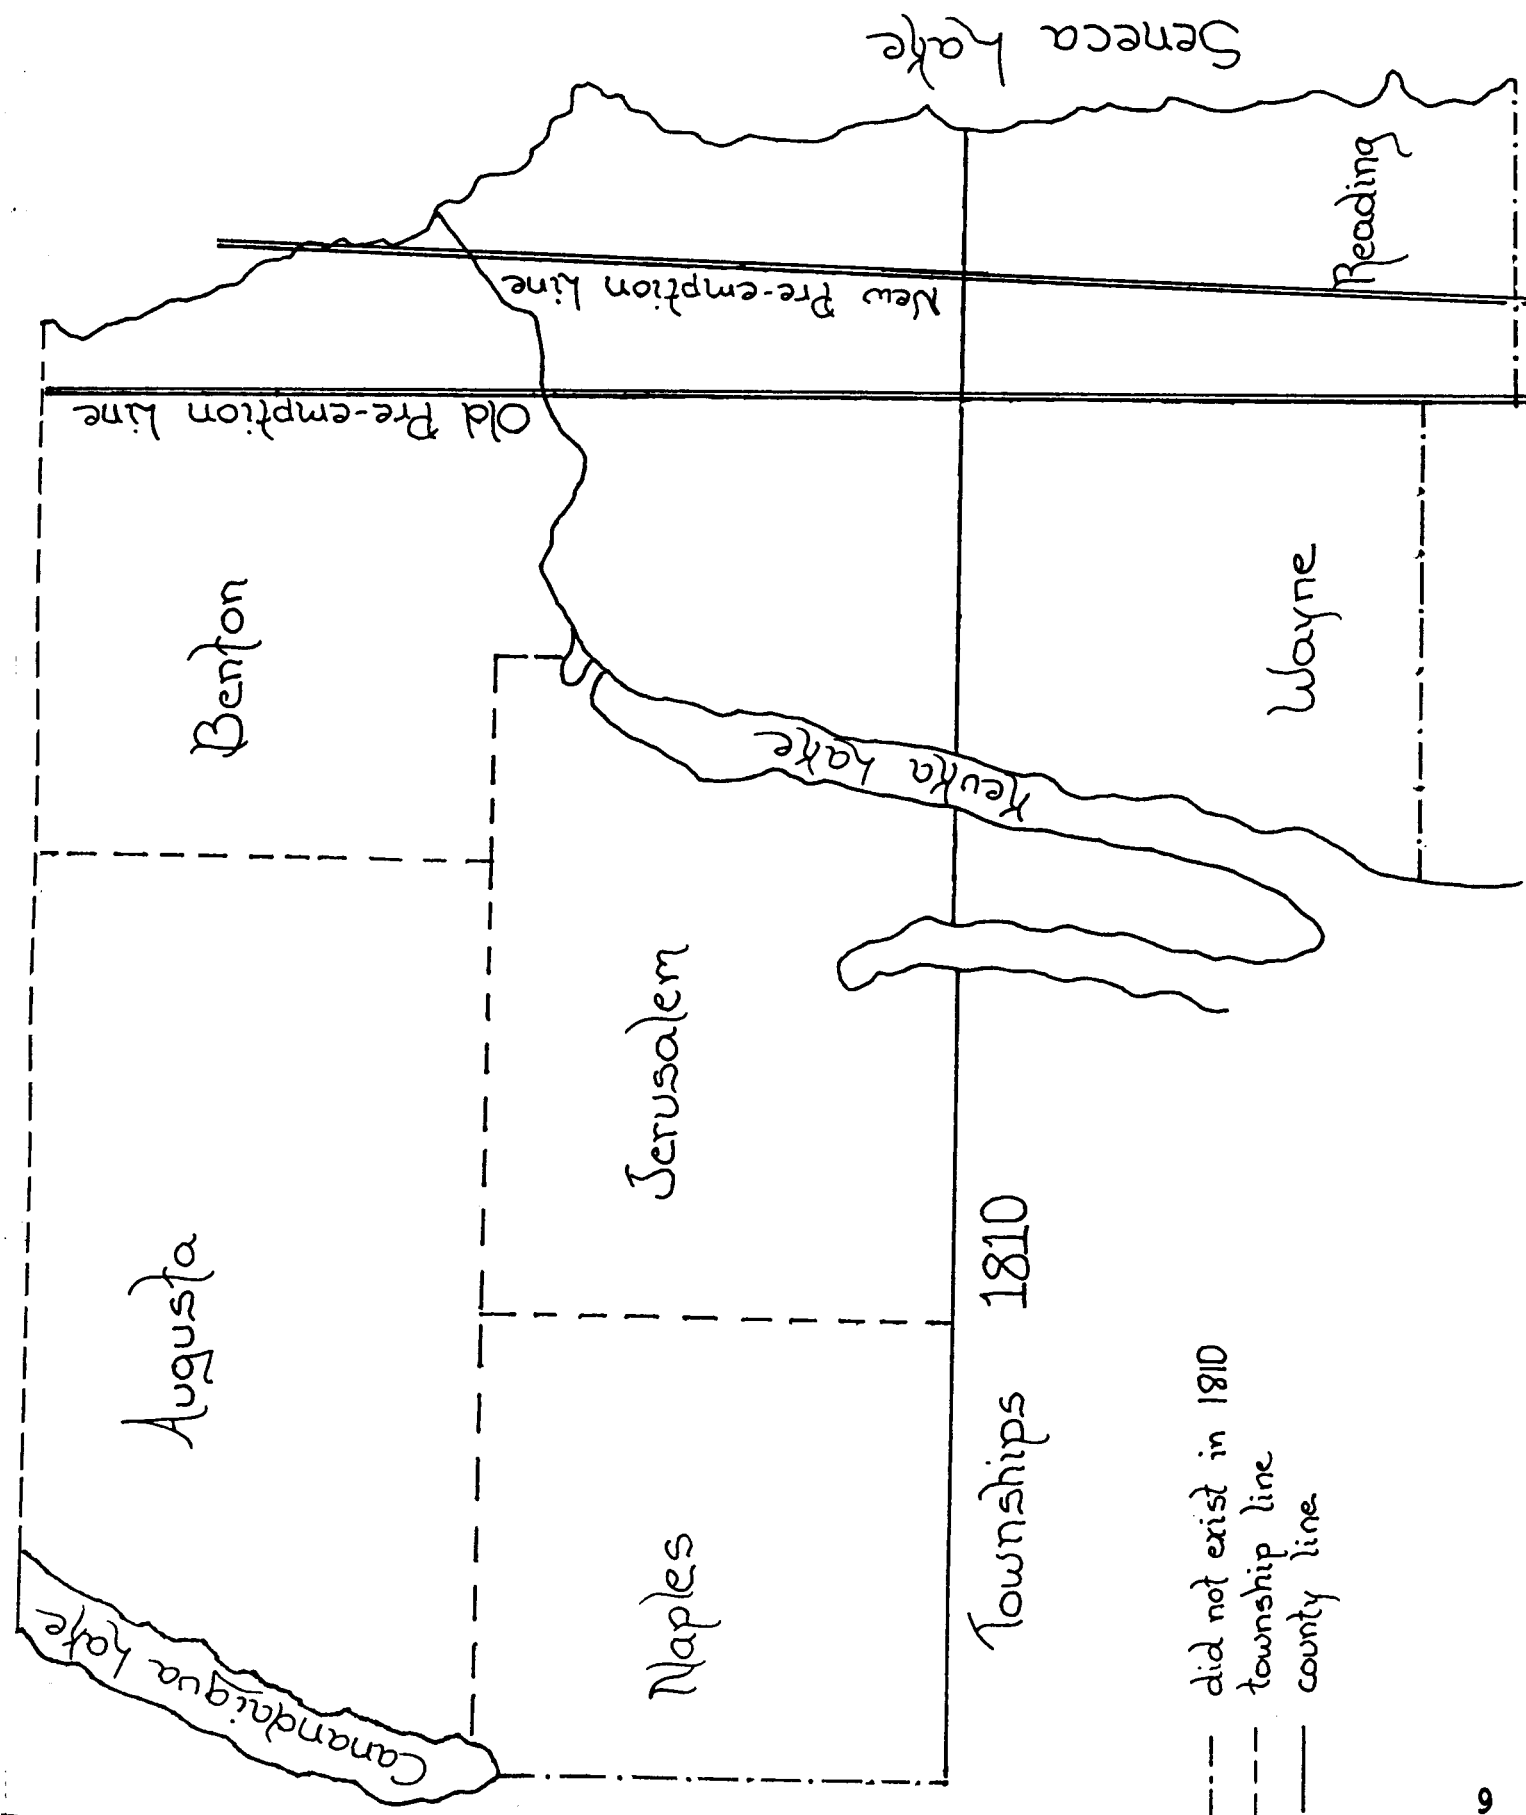 Seneca Lake
Reading
New Pre-emption Line
Old Pre-emption Line
Benton
Wayne
Keuka Lake
Augusta
Jerusalem
Canandaigua Lake
Naples
Townships 1810
did not exist in 1810
township line
county line
9